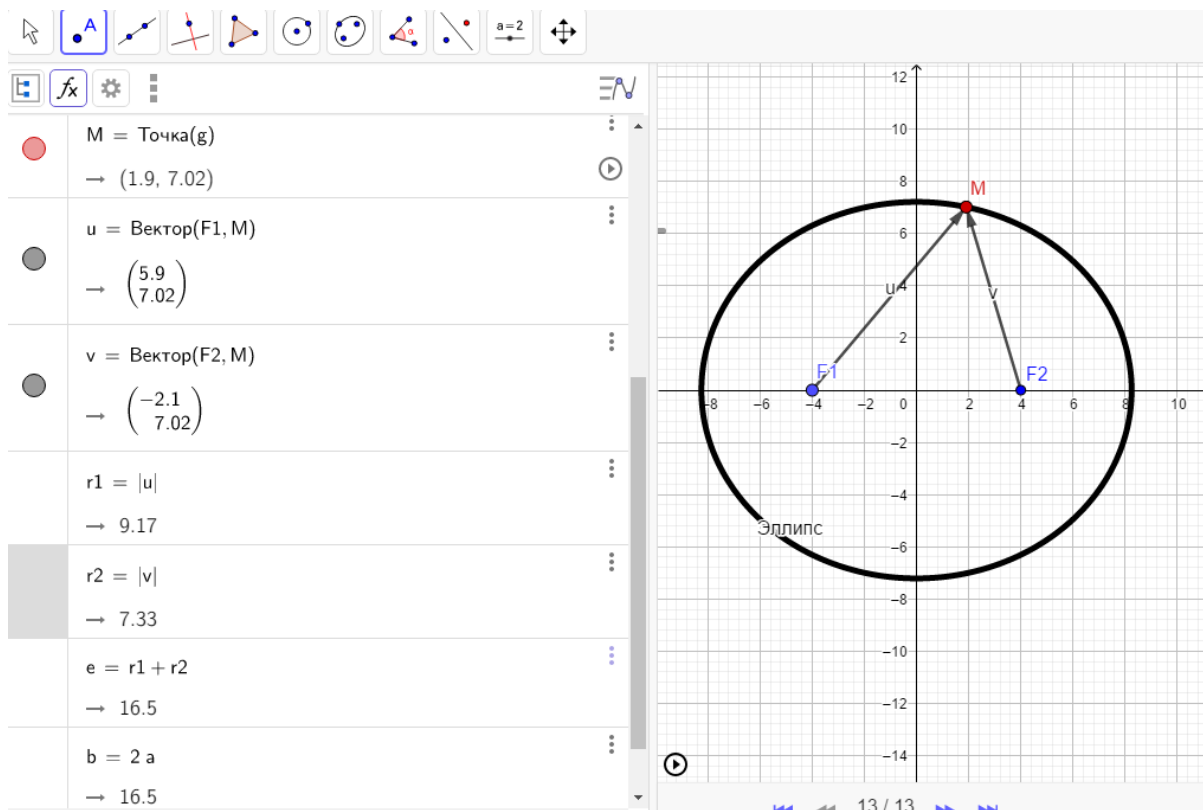 A
a=2
fx
M = Точка(g)
→ (1.9, 7.02)
u = Вектор(F1, M)
→ (5.9
7.02)
v = Вектор(F2, M)
→ (−2.1
7.02)
r1 = |u|
→ 9.17
r2 = |v|
→ 7.33
e = r1 + r2
→ 16.5
b = 2 a
→ 16.5
12
10
8
M
6
u
4
v
2
F1
F2
−8 −6 −4 −2 0 2 4 6 8 10
−2
−4
Эллипс
−6
−8
−10
−12
−14
13 / 13